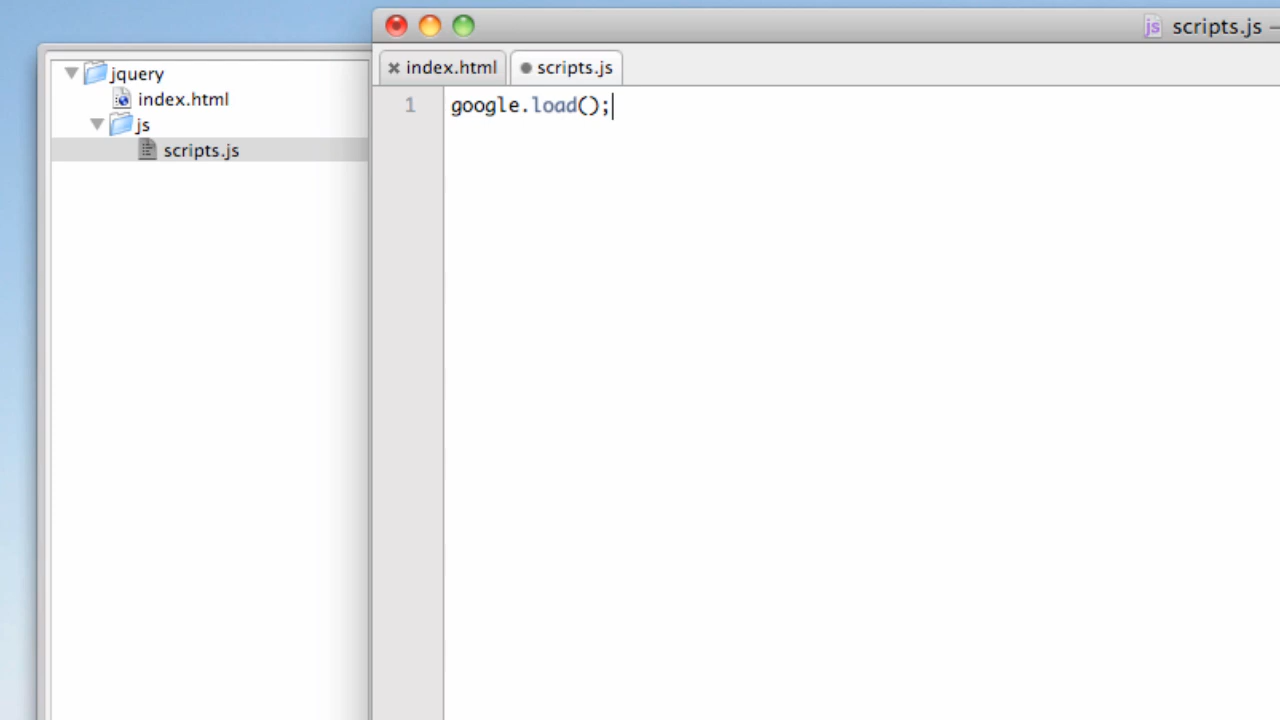 scripts.js —
index.html
scripts.js
jquery
index.html
js
scripts.js
1 google.load();